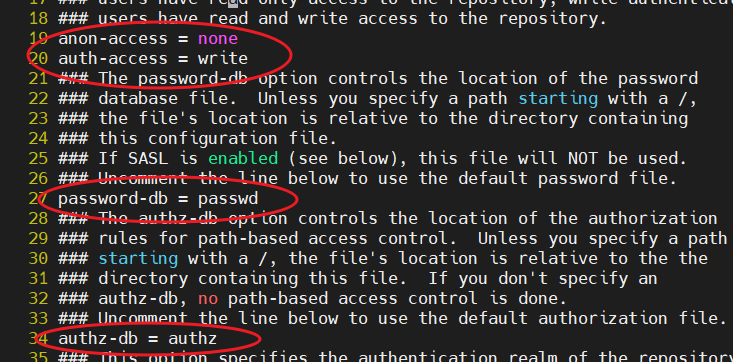 17 ### users have read only access to the repository, write authenticat
18 ### users have read and write access to the repository.
19 anon-access = none
20 auth-access = write
21 ### The password-db option controls the location of the password
22 ### database file.  Unless you specify a path starting with a /,
23 ### the file's location is relative to the directory containing
24 ### this configuration file.
25 ### If SASL is enabled (see below), this file will NOT be used.
26 ### Uncomment the line below to use the default password file.
27 password-db = passwd
28 ### The authz-db option controls the location of the authorization
29 ### rules for path-based access control.  Unless you specify a path
30 ### starting with a /, the file's location is relative to the the
31 ### directory containing this file.  If you don't specify an
32 ### authz-db, no path-based access control is done.
33 ### Uncomment the line below to use the default authorization file.
34 authz-db = authz
35 ### This option specifies the authentication realm of the repository